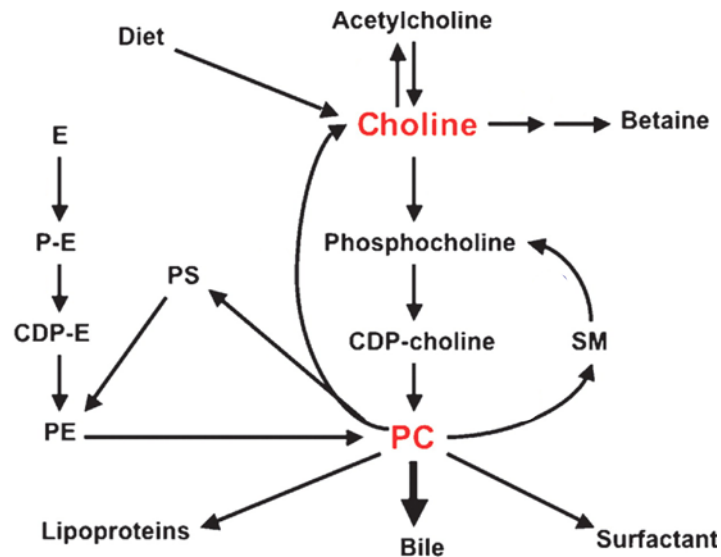 Acetylcholine
Diet
Choline
Betaine
E
P-E
Phosphocholine
PS
CDP-E
CDP-choline
SM
PE
PC
Lipoproteins
Bile
Surfactant